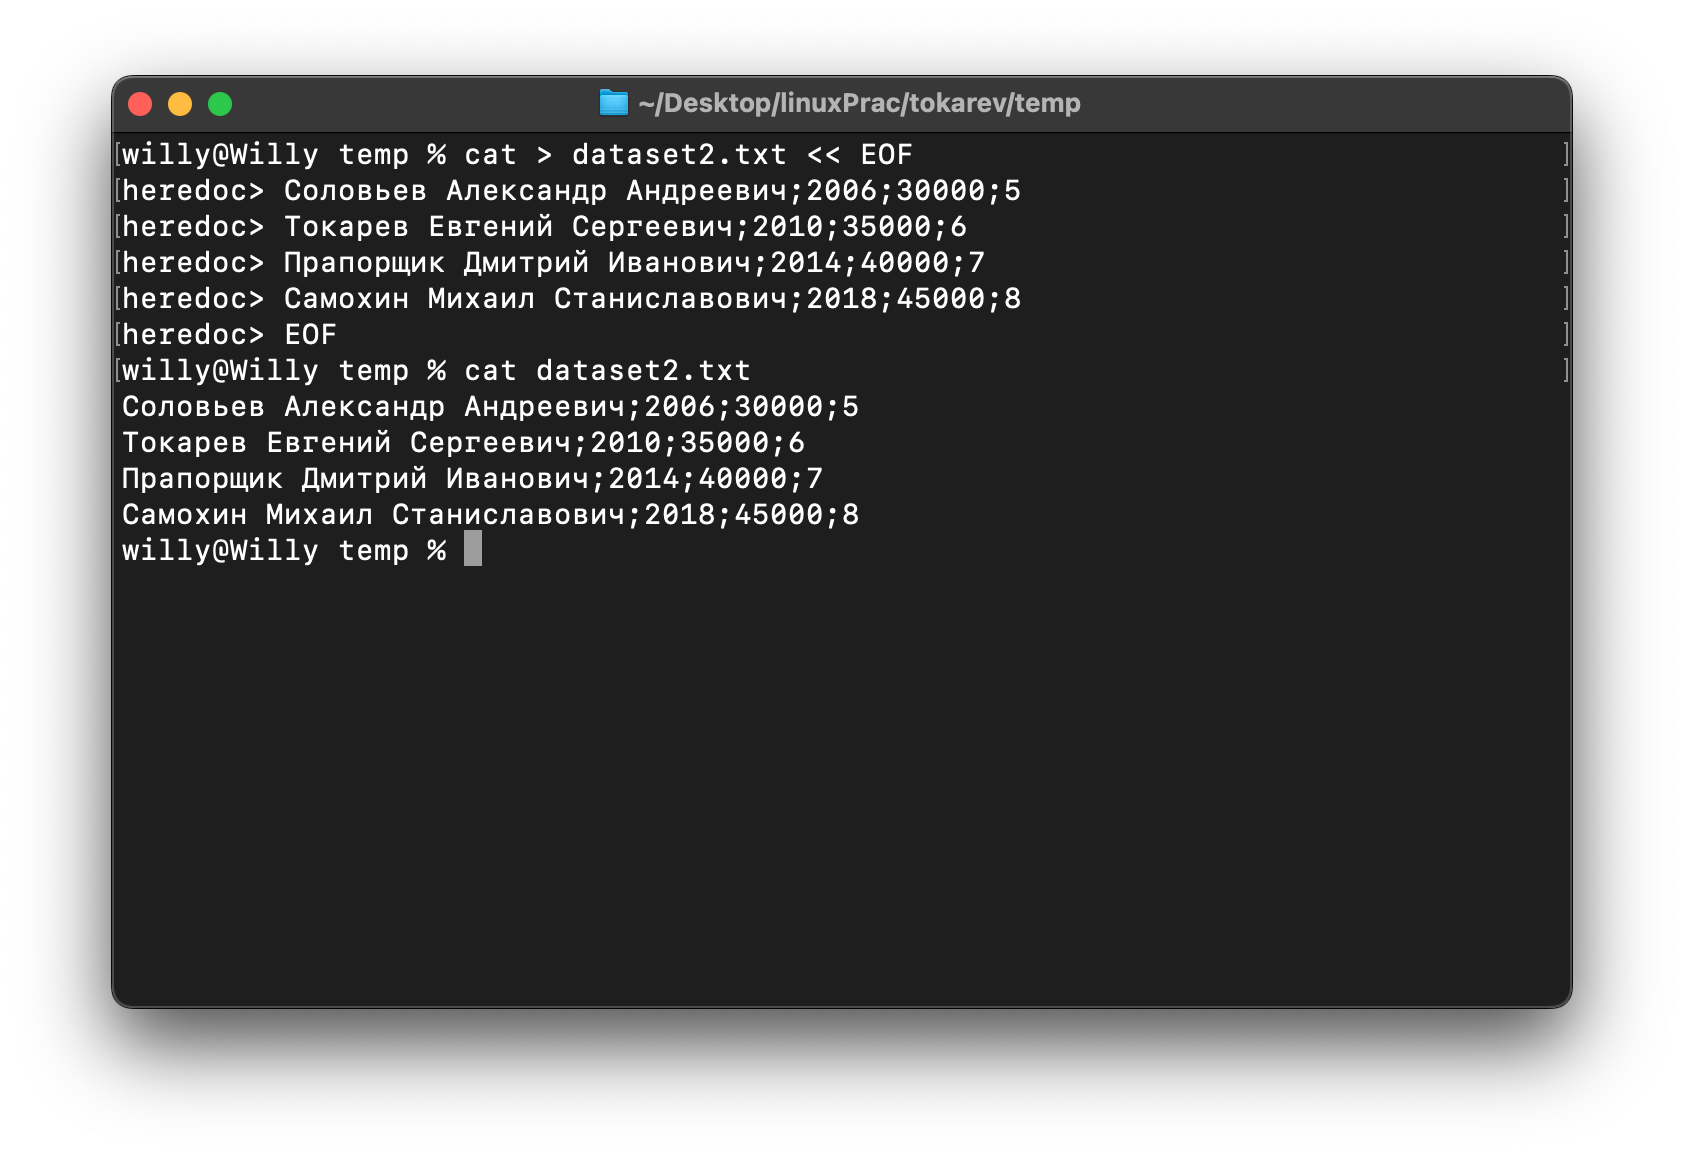 ~/Desktop/linuxPrac/tokarev/temp
[willy@Willy temp % cat > dataset2.txt << EOF ]
[heredoc> Соловьев Александр Андреевич;2006;30000;5 ]
[heredoc> Токарев Евгений Сергеевич;2010;35000;6 ]
[heredoc> Прапорщик Дмитрий Иванович;2014;40000;7 ]
[heredoc> Самохин Михаил Станиславович;2018;45000;8 ]
[heredoc> EOF ]
[willy@Willy temp % cat dataset2.txt ]
Соловьев Александр Андреевич;2006;30000;5
Токарев Евгений Сергеевич;2010;35000;6
Прапорщик Дмитрий Иванович;2014;40000;7
Самохин Михаил Станиславович;2018;45000;8
willy@Willy temp %